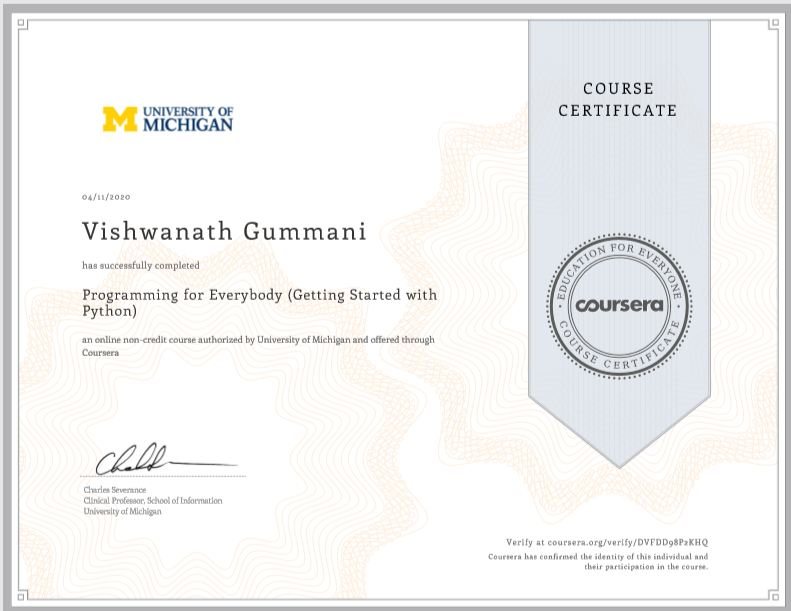 UNIVERSITY OF
MICHIGAN
COURSE
CERTIFICATE
04/11/2020
Vishwanath Gummani
has successfully completed
Programming for Everybody (Getting Started with
Python)
an online non-credit course authorized by University of Michigan and offered through
Coursera
EDUCATION FOR EVERYONE
coursera
COURSE CERTIFICATE
Charles Severance
Clinical Professor, School of Information
University of Michigan
Verify at coursera.org/verify/DVFDD98P2KHQ
Coursera has confirmed the identity of this individual and
their participation in the course.